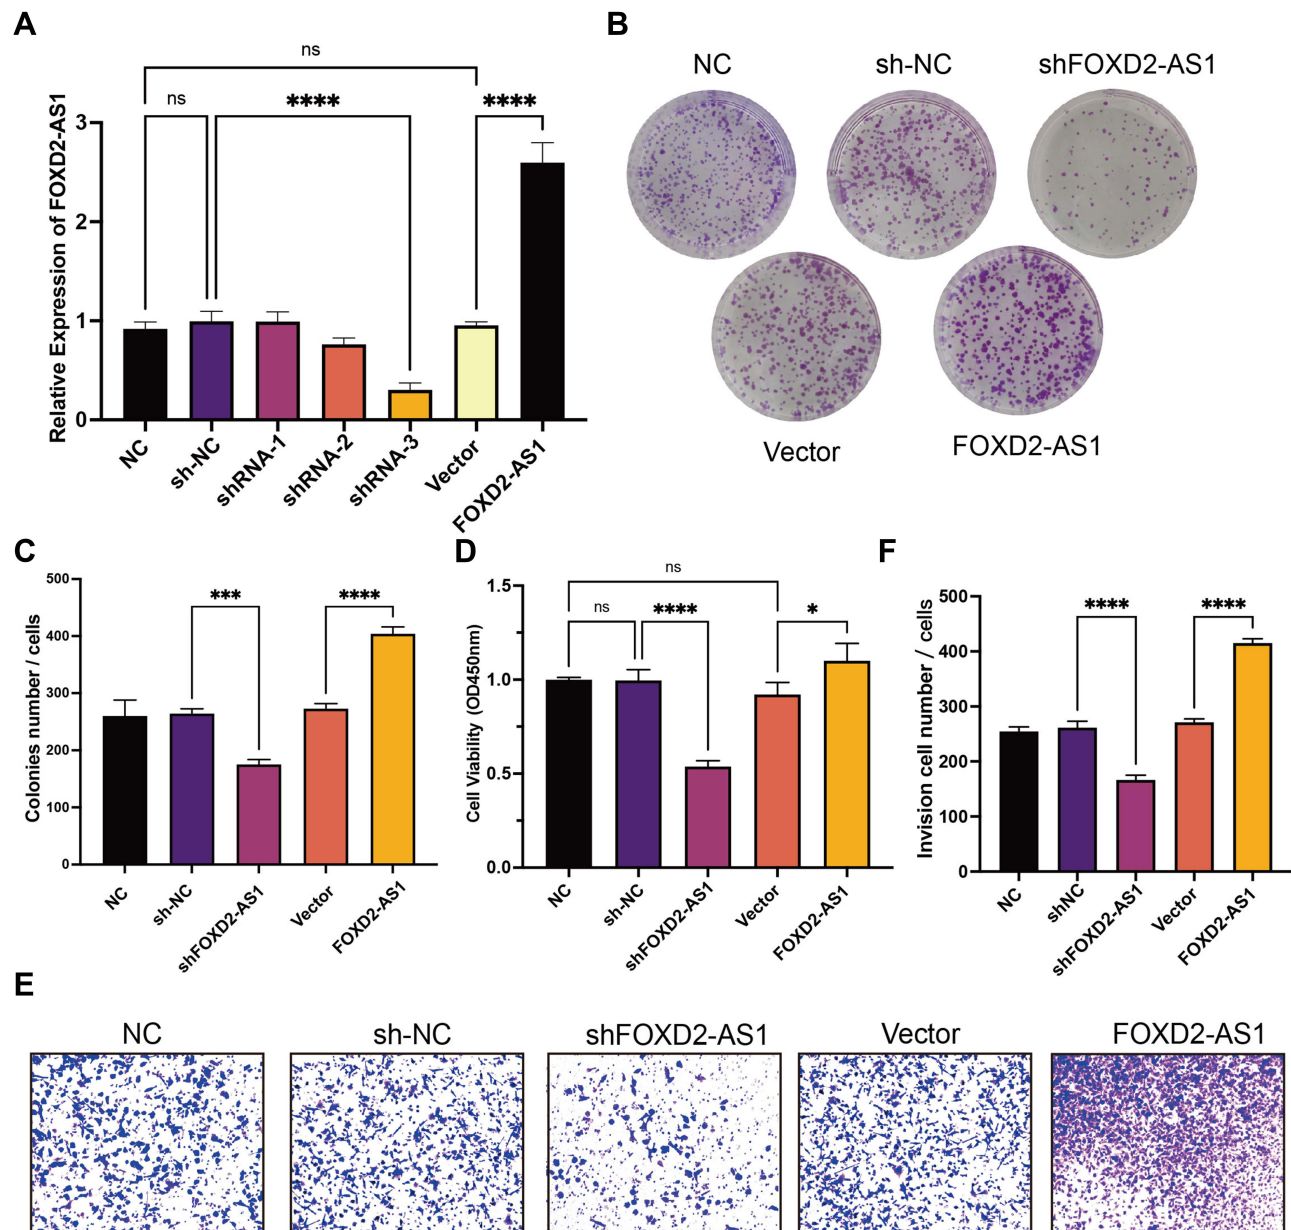 A
ns
ns
****
****
Relative Expression of FOXD2-AS1
3
2
1
0
NC
sh-NC
shRNA-1
shRNA-2
shRNA-3
Vector
FOXD2-AS1
B
NC
sh-NC
shFOXD2-AS1
Vector
FOXD2-AS1
C
***
****
Colonies number / cells
500
400
300
200
100
0
NC
sh-NC
shFOXD2-AS1
Vector
FOXD2-AS1
D
ns
ns
****
*
Cell Viability (OD450nm)
1.5
1.0
0.5
0.0
NC
sh-NC
shFOXD2-AS1
Vector
FOXD2-AS1
F
****
****
Invision cell number / cells
500
400
300
200
100
0
NC
shNC
shFOXD2-AS1
Vector
FOXD2-AS1
E
NC
sh-NC
shFOXD2-AS1
Vector
FOXD2-AS1